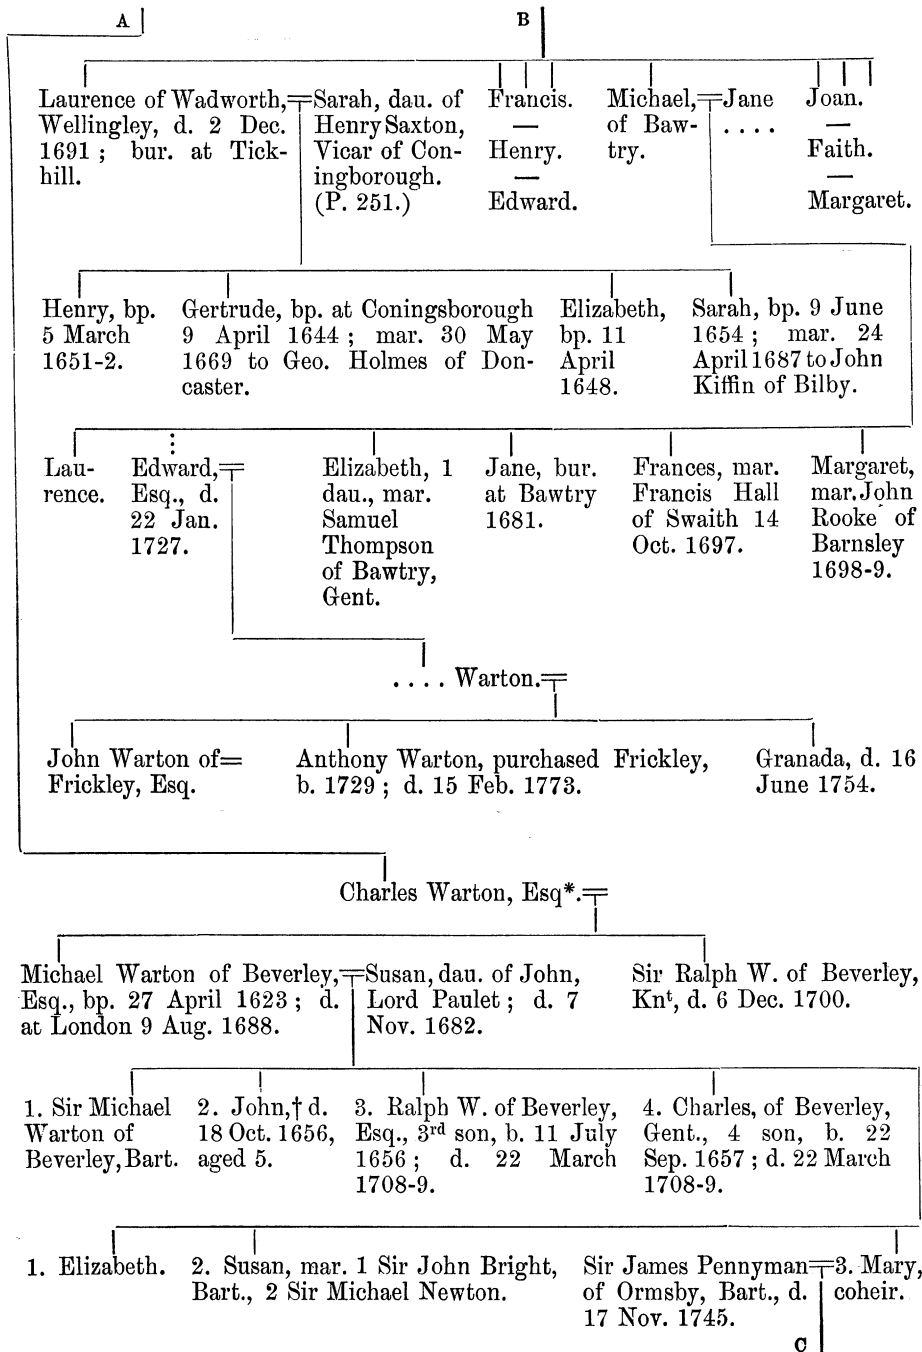 A
B
Laurence of Wadworth,
Wellingley, d. 2 Dec.
1691 ; bur. at Tick-
hill.
Sarah, dau. of
Henry Saxton,
Vicar of Con-
ingborough.
(P. 251.)
Francis.
—
Henry.
—
Edward.
Michael,
of Baw-
try.
Jane
. . . .
Joan.
—
Faith.
—
Margaret.
Henry, bp.
5 March
1651-2.
Gertrude, bp. at Coningsborough
9 April 1644 ; mar. 30 May
1669 to Geo. Holmes of Don-
caster.
Elizabeth,
bp. 11
April
1648.
Sarah, bp. 9 June
1654 ; mar. 24
April 1687 to John
Kiffin of Bilby.
Lau-
rence.
Edward,
Esq., d.
22 Jan.
1727.
Elizabeth, 1
dau., mar.
Samuel
Thompson
of Bawtry,
Gent.
Jane, bur.
at Bawtry
1681.
Frances, mar.
Francis Hall
of Swaith 14
Oct. 1697.
Margaret,
mar. John
Rooke of
Barnsley
1698-9.
. . . . Warton.
John Warton of=
Frickley, Esq.
Anthony Warton, purchased Frickley,
b. 1729 ; d. 15 Feb. 1773.
Granada, d. 16
June 1754.
Charles Warton, Esq*.
Michael Warton of Beverley,
Esq., bp. 27 April 1623 ; d.
at London 9 Aug. 1688.
Susan, dau. of John,
Lord Paulet ; d. 7
Nov. 1682.
Sir Ralph W. of Beverley,
Knt, d. 6 Dec. 1700.
1. Sir Michael
Warton of
Beverley, Bart.
2. John,† d.
18 Oct. 1656,
aged 5.
3. Ralph W. of Beverley,
Esq., 3rd son, b. 11 July
1656 ; d. 22 March
1708-9.
4. Charles, of Beverley,
Gent., 4 son, b. 22
Sep. 1657 ; d. 22 March
1708-9.
1. Elizabeth.
2. Susan, mar. 1 Sir John Bright,
Bart., 2 Sir Michael Newton.
Sir James Pennyman
of Ormsby, Bart., d.
17 Nov. 1745.
3. Mary,
coheir.
C